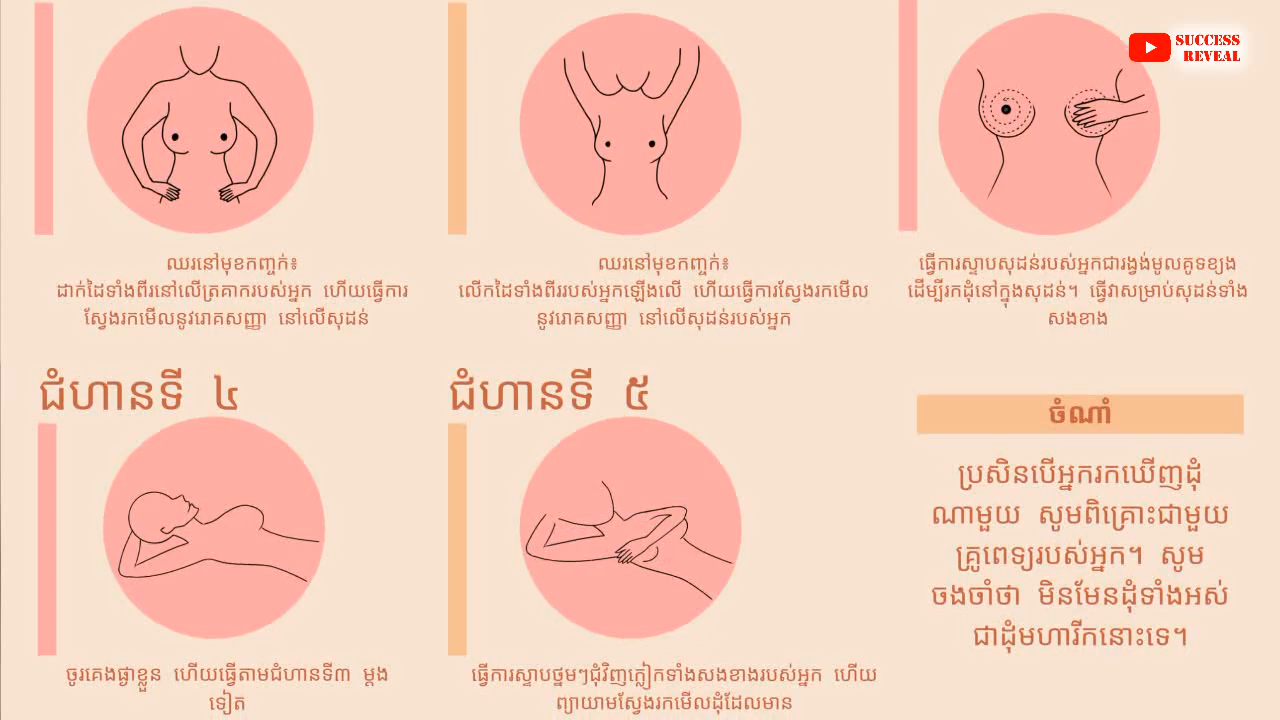 SUCCESS
REVEAL
ឈរនៅមុខកញ្ចក់៖
ដាក់ដៃទាំងពីរនៅលើត្រគាករបស់អ្នក ហើយធ្វើការ
ស្វែងរកមើលនូវរោគសញ្ញា នៅលើសុដន់
ឈរនៅមុខកញ្ចក់៖
លើកដៃទាំងពីររបស់អ្នកឡើងលើ ហើយធ្វើការស្វែងរកមើល
នូវរោគសញ្ញា នៅលើសុដន់របស់អ្នក
ធ្វើការស្ទាបសុដន់របស់អ្នកជារង្វង់មូលគូទខ្យង
ដើម្បីរកដុំនៅក្នុងសុដន់។ ធ្វើវាសម្រាប់សុដន់ទាំង
សងខាង
ជំហានទី ៤
ចូរគេងផ្ងាខ្លួន ហើយធ្វើតាមជំហានទី៣ ម្ដង
ទៀត
ជំហានទី ៥
ធ្វើការស្ទាបថ្នមៗជុំវិញក្លៀកទាំងសងខាងរបស់អ្នក ហើយ
ព្យាយាមស្វែងរកមើលដុំដែលមាន
ចំណាំ
ប្រសិនបើអ្នករកឃើញដុំ
ណាមួយ សូមពិគ្រោះជាមួយ
គ្រូពេទ្យរបស់អ្នក។ សូម
ចងចាំថា មិនមែនដុំទាំងអស់
ជាដុំមហារីកនោះទេ។